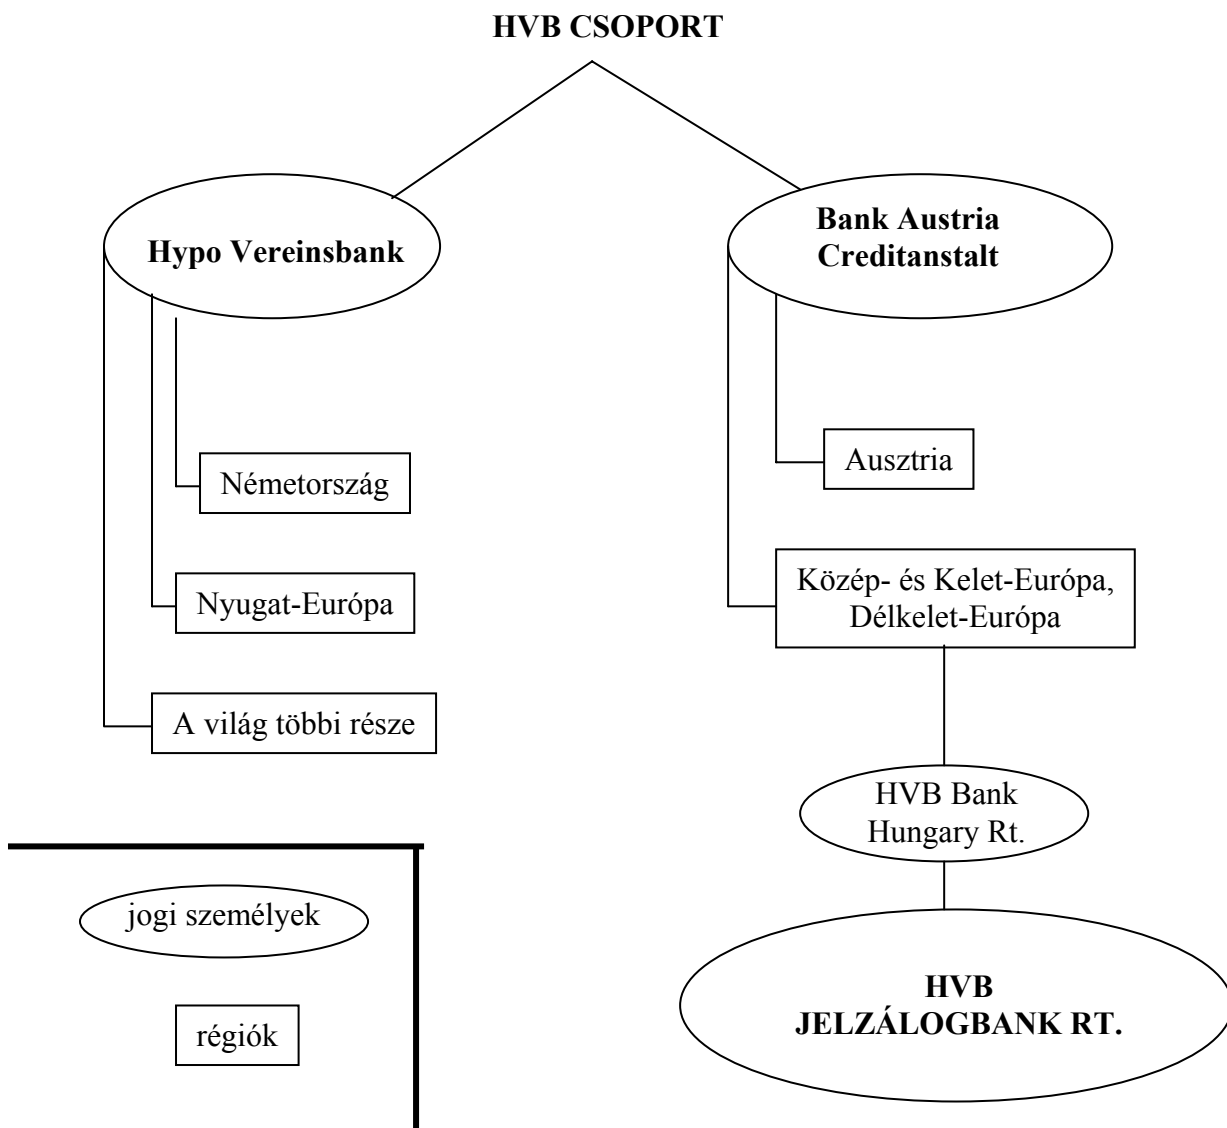 HVB CSOPORT
Hypo Vereinsbank
Bank Austria
Creditanstalt
Németország
Nyugat-Európa
A világ többi része
Ausztria
Közép- és Kelet-Európa,
Délkelet-Európa
HVB Bank
Hungary Rt.
HVB
JELZÁLOGBANK RT.
jogi személyek
régiók